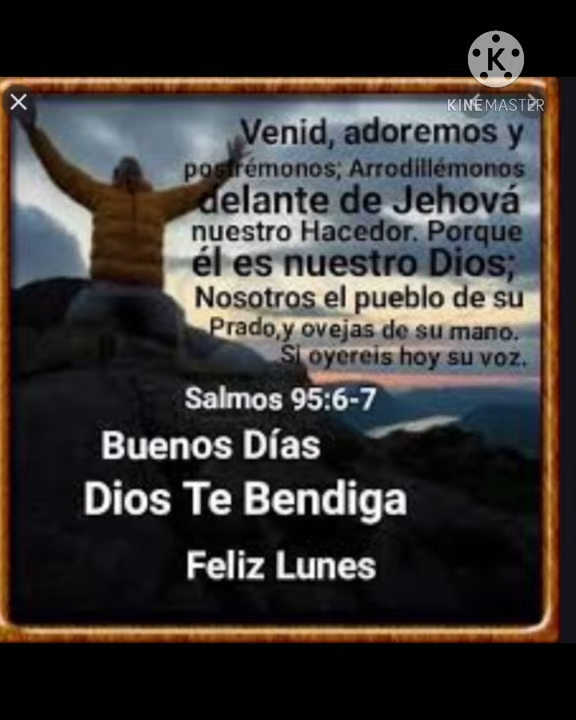 K
KINEMASTER
Venid, adoremos y
postrémonos; Arrodillémonos
delante de Jehová
nuestro Hacedor. Porque
él es nuestro Dios;
Nosotros el pueblo de su
Prado,y ovejas de su mano.
Si oyereis hoy su voz.
Salmos 95:6-7
Buenos Días
Dios Te Bendiga
Feliz Lunes